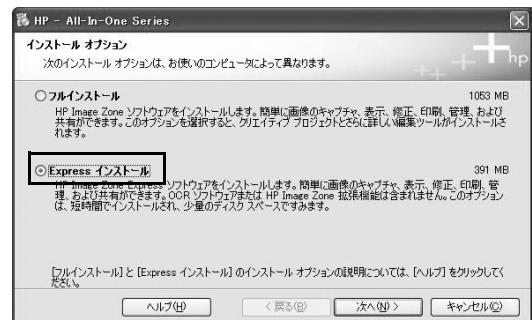 HP - All-In-One Series
インストール オプション
次のインストール オプションは、お使いのコンピュータによって異なります。
hp
フルインストール 1053 MB
HP Image Zone ソフトウェアをインストールします。簡単に画像のキャプチャ、表示、修正、印刷、管理、および
共有ができます。このオプションを選択すると、クリエイティブ プロジェクトとさらに詳しい編集ツールがインストールさ
れます。
Express インストール 391 MB
HP Image Zone Express ソフトウェアをインストールします。簡単に画像のキャプチャ、表示、修正、印刷、管
理、および共有ができます。OCR ソフトウェアまたは HP Image Zone 拡張機能は含まれません。このオプション
は、短時間でインストールされ、少量のディスク スペースですみます。
[フルインストール] と [Express インストール] のインストール オプションの説明については、[ヘルプ] をクリックしてく
ださい。
ヘルプ(H) < 戻る(B) 次へ(N) > キャンセル(C)